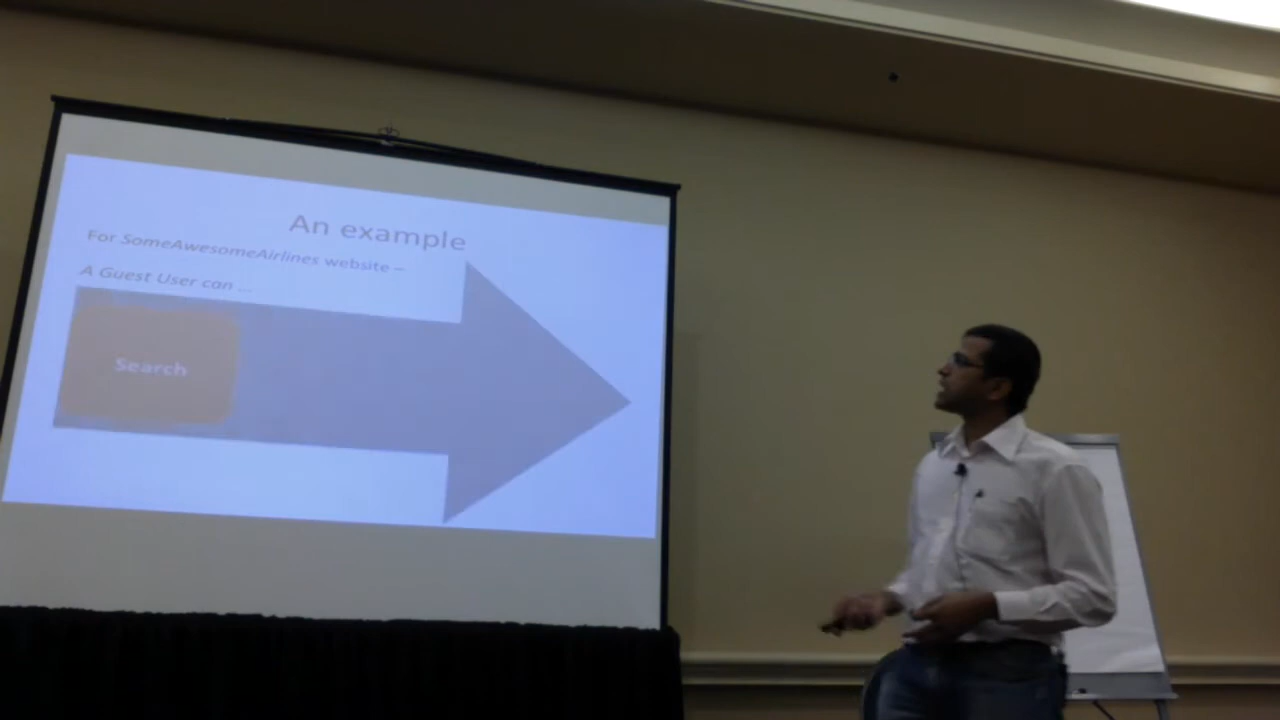 An example
For SomeAwesomeAirlines website –
A Guest User can ...
Search